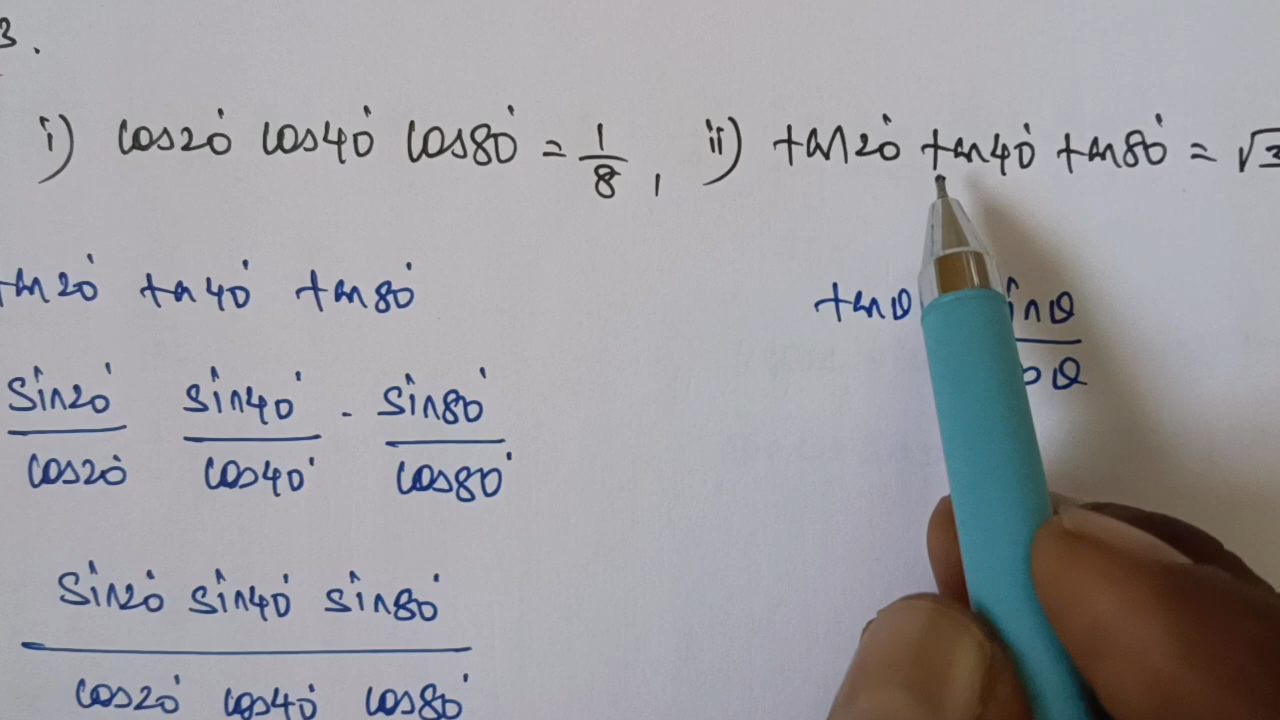 3.
i) cos20° cos40° cos80° = 1/8, ii) tan20° tan40° tan80° = √3
tan20° tan40° tan80°
tanθ sinθ
sin20° sin40° . sin80°
cos20° cos40° cos80°
sin20° sin40° sin80°
cos20° cos40° cos80°